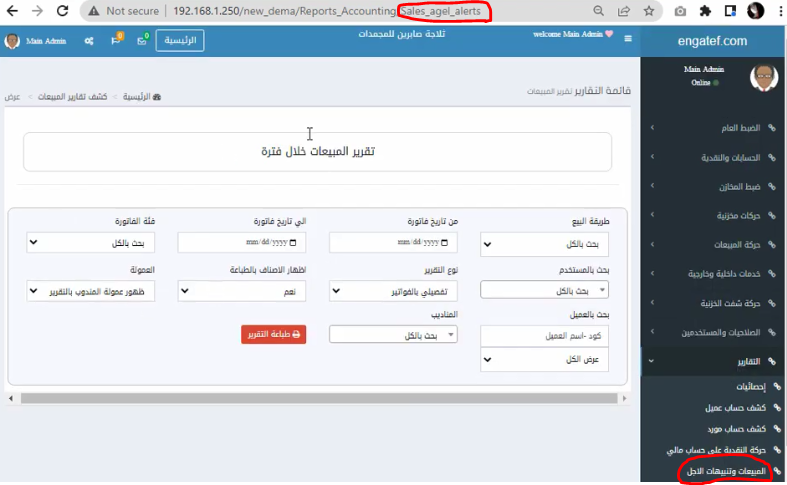 Not secure | 192.168.1.250/new_dema/Reports_Accounting/Sales_agel_alerts
engatef.com
welcome Main Admin
ثلاجة صابرين للمجمدات
الرئيسية
0
0
Main Admin
Main Admin
Online
الضبط العام
الحسابات والنقدية
ضبط المخازن
حركات مخزنية
حركة المبيعات
خدمات داخلية وخارجية
حركة شفت الخزنية
الصلاحيات والمستخدمين
التقارير
إحصائيات
كشف حساب عميل
كشف حساب مورد
حركة النقدية على حساب مالي
المبيعات وتنبيهات الاجل
قائمة التقارير تقرير المبيعات
الرئيسية > كشف تقارير المبيعات > عرض
تقرير المبيعات خلال فترة
طريقة البيع
من تاريخ فاتورة
الي تاريخ فاتورة
فئة الفاتورة
بحث بالكل
mm/dd/yyyy
mm/dd/yyyy
بحث بالكل
بحث بالمستخدم
نوع التقرير
اظهار الاصناف بالطباعة
العمولة
بحث بالكل
تفصيلي بالفواتير
نعم
ظهور عمولة المندوب بالتقرير
بحث بالعميل
المناديب
كود -اسم العميل
بحث بالكل
طباعة التقرير
عرض الكل